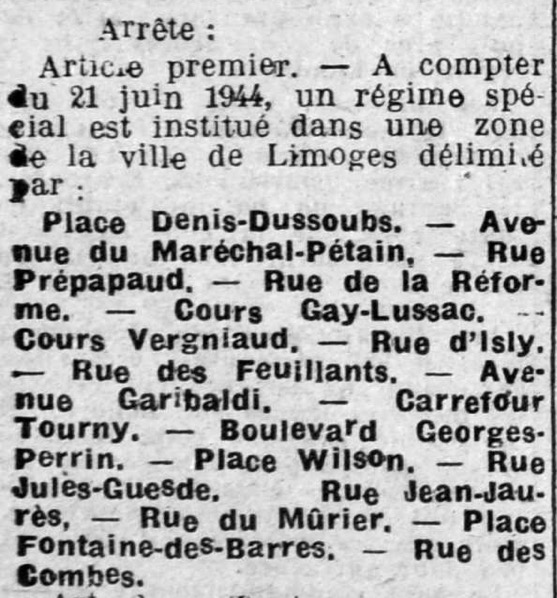 Arrête :
Article premier. — A compter
du 21 juin 1944, un régime spé-
cial est institué dans une zone
de la ville de Limoges délimitée
par :
Place Denis-Dussoubs. — Ave-
nue du Maréchal-Pétain, — Rue
Prépapaud. — Rue de la Réfor-
me. — Cours Gay-Lussac. --
Cours Vergniaud. — Rue d'Isly.
— Rue des Feuillants. — Ave-
nue Garibaldi. — Carrefour
Tourny. — Boulevard Georges-
Perrin. — Place Wilson. — Rue
Jules-Guesde. Rue Jean-Jau-
rès, — Rue du Mûrier. — Place
Fontaine-des-Barres. — Rue des
Combes.